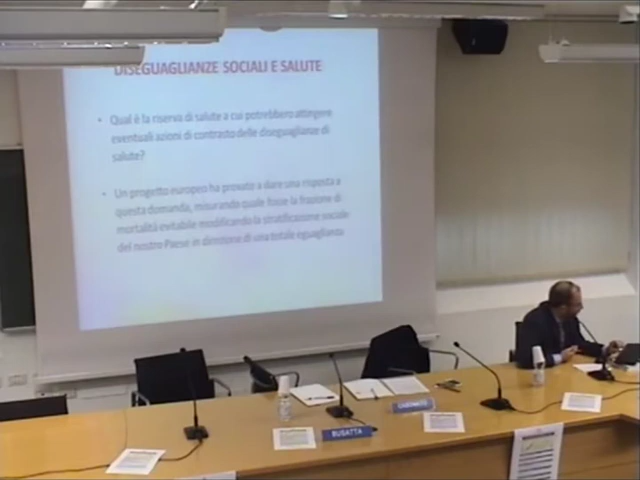 DISEGUAGLIANZE SOCIALI E SALUTE
• Qual è la riserva di salute a cui potrebbero attingere
eventuali azioni di contrasto delle diseguaglianze di
salute?
• Un progetto europeo ha provato a dare una risposta a
questa domanda, misurando quale fosse la frazione di
mortalità evitabile modificando la stratificazione sociale
del nostro Paese in direzione di una totale eguaglianza
BUSATTA